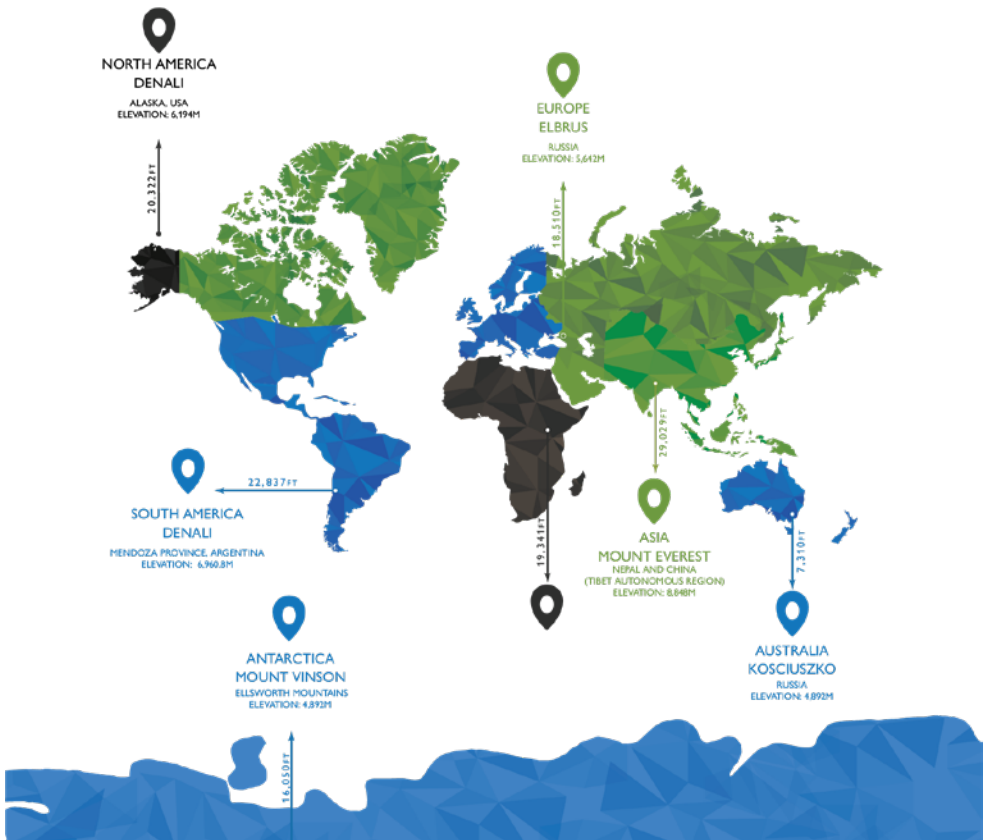 NORTH AMERICA
DENALI
ALASKA, USA
ELEVATION: 6,194M
20,322FT
EUROPE
ELBRUS
RUSSIA
ELEVATION: 5,642M
18,510FT
22,837FT
SOUTH AMERICA
DENALI
MENDOZA PROVINCE, ARGENTINA
ELEVATION: 6,960.8M
19,341FT
29,029FT
ASIA
MOUNT EVEREST
NEPAL AND CHINA
(TIBET AUTONOMOUS REGION)
ELEVATION: 8,848M
7,310FT
AUSTRALIA
KOSCIUSZKO
RUSSIA
ELEVATION: 4,892M
ANTARCTICA
MOUNT VINSON
ELLSWORTH MOUNTAINS
ELEVATION: 4,892M
16,050FT